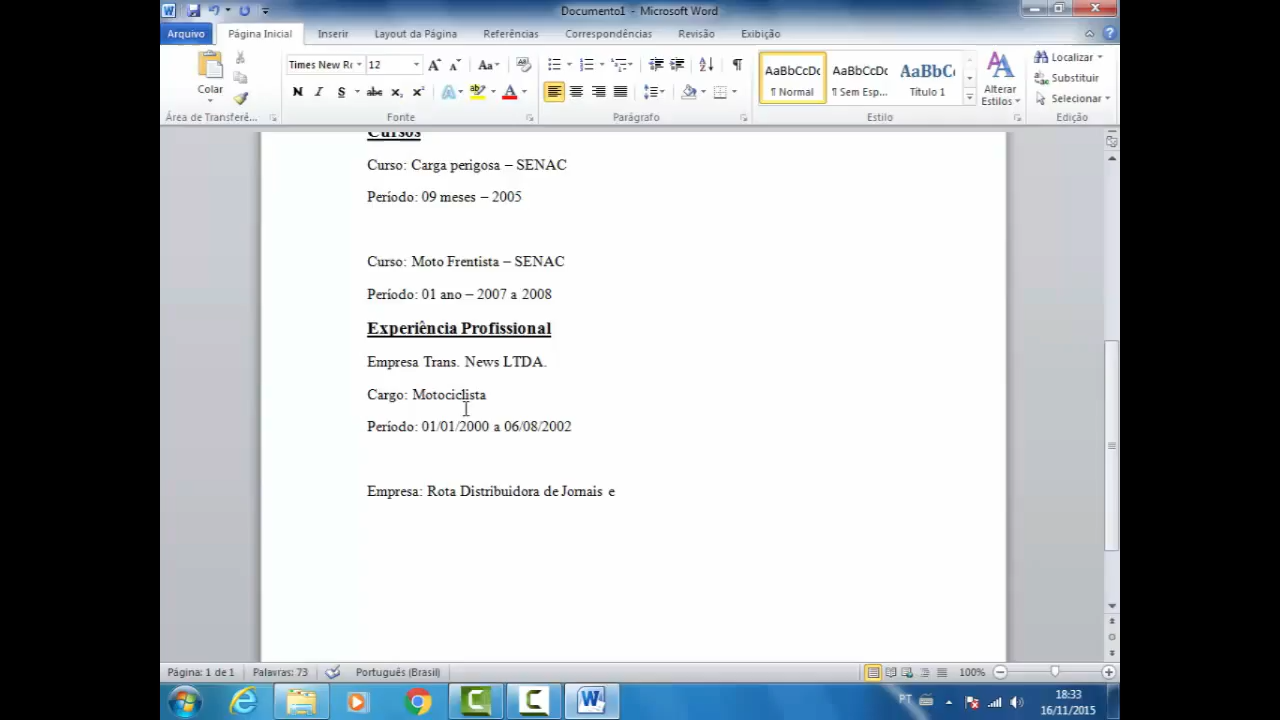 Documento1 - Microsoft Word
Arquivo Página Inicial Inserir Layout da Página Referências Correspondências Revisão Exibição
Colar
Times New Ro 12
N I S abc x₂ x² A
AaBbCcDc AaBbCcDc AaBbC
¶ Normal ¶ Sem Esp... Título 1
Alterar Estilos
Localizar
Substituir
Selecionar
Área de Transferê... Fonte Parágrafo Estilo Edição
Cursos
Curso: Carga perigosa – SENAC
Período: 09 meses – 2005
Curso: Moto Frentista – SENAC
Período: 01 ano – 2007 a 2008
Experiência Profissional
Empresa Trans. News LTDA.
Cargo: Motociclista
Período: 01/01/2000 a 06/08/2002
Empresa: Rota Distribuidora de Jornais e
Página: 1 de 1 Palavras: 73 Português (Brasil) 100%
PT 18:33
16/11/2015